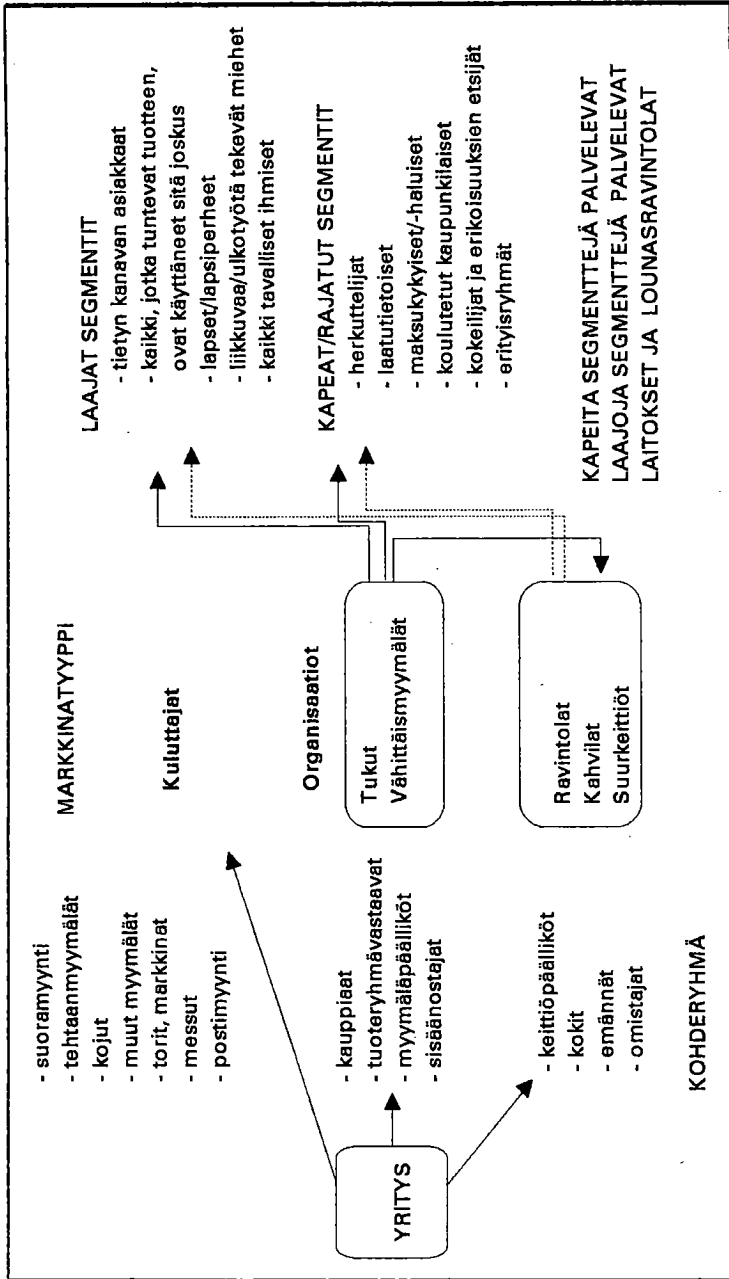 - suoramyynti
- tehtaanmyymälät
- kojut
- muut myymälät
- torit, markkinat
- messut
- postimyynti
YRITYS
- kauppiaat
- tuoteryhmävastaavat
- myymäläpäälliköt
- sisäänostajat
- keittiöpäälliköt
- kokit
- emännät
- omistajat
KOHDERYHMÄ
MARKKINATYYPPI
Kuluttajat
Organisaatiot
Tukut
Vähittäismyymälät
Ravintolat
Kahvilat
Suurkeittiöt
LAAJAT SEGMENTIT
- tietyn kanavan asiakkaat
- kaikki, jotka tuntevat tuotteen,
ovat käyttäneet sitä joskus
- lapset/lapsiperheet
- liikkuvaa/ulkotyötä tekevät miehet
- kaikki tavalliset ihmiset
KAPEAT/RAJATUT SEGMENTIT
- herkuttelijat
- laatutietoiset
- maksukykyiset/-haluiset
- koulutetut kaupunkilaiset
- kokeilijat ja erikoisuuksien etsijät
- erityisryhmät
KAPEITA SEGMENTTEJÄ PALVELEVAT
LAAJOJA SEGMENTTEJÄ PALVELEVAT
LAITOKSET JA LOUNASRAVINTOLAT